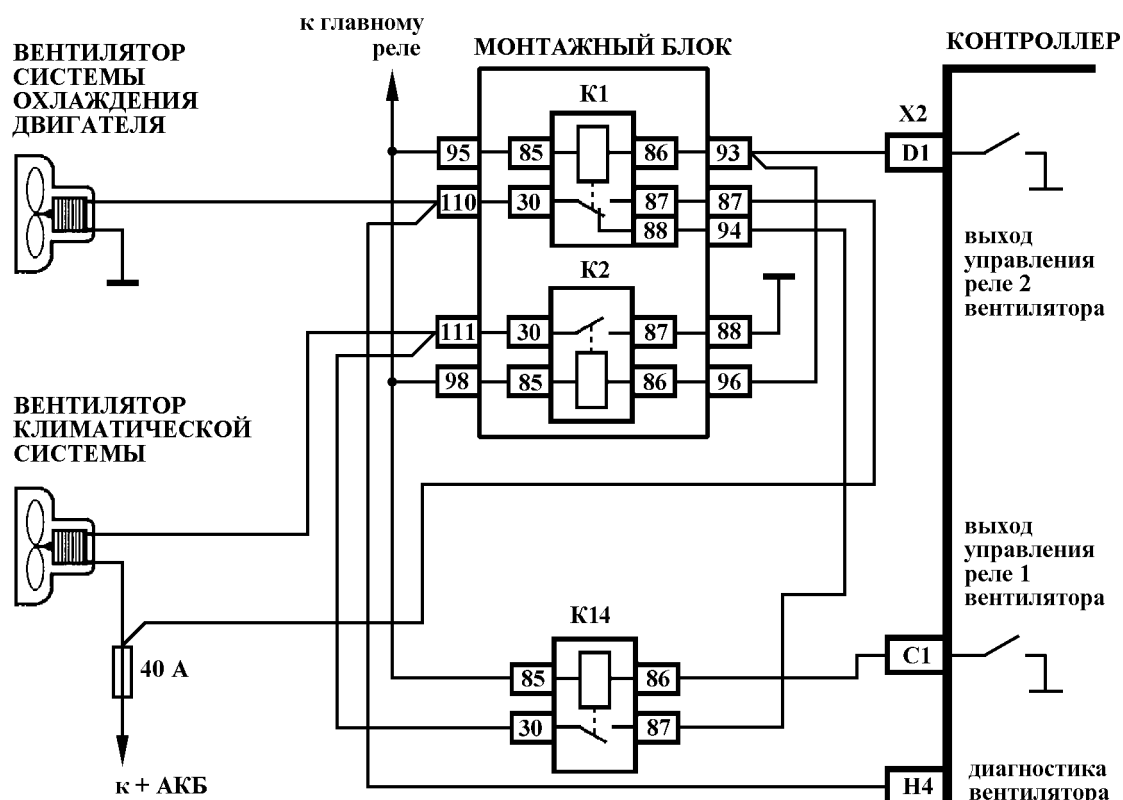 к главному
реле
ВЕНТИЛЯТОР
СИСТЕМЫ
ОХЛАЖДЕНИЯ
ДВИГАТЕЛЯ
МОНТАЖНЫЙ БЛОК
КОНТРОЛЛЕР
К1
X2
95
85
86
93
D1
110
30
87
87
88
94
выход
управления
реле 2
вентилятора
К2
111
30
87
88
98
85
86
96
ВЕНТИЛЯТОР
КЛИМАТИЧЕСКОЙ
СИСТЕМЫ
выход
управления
реле 1
вентилятора
К14
40 А
85
86
C1
30
87
к + АКБ
H4
диагностика
вентилятора